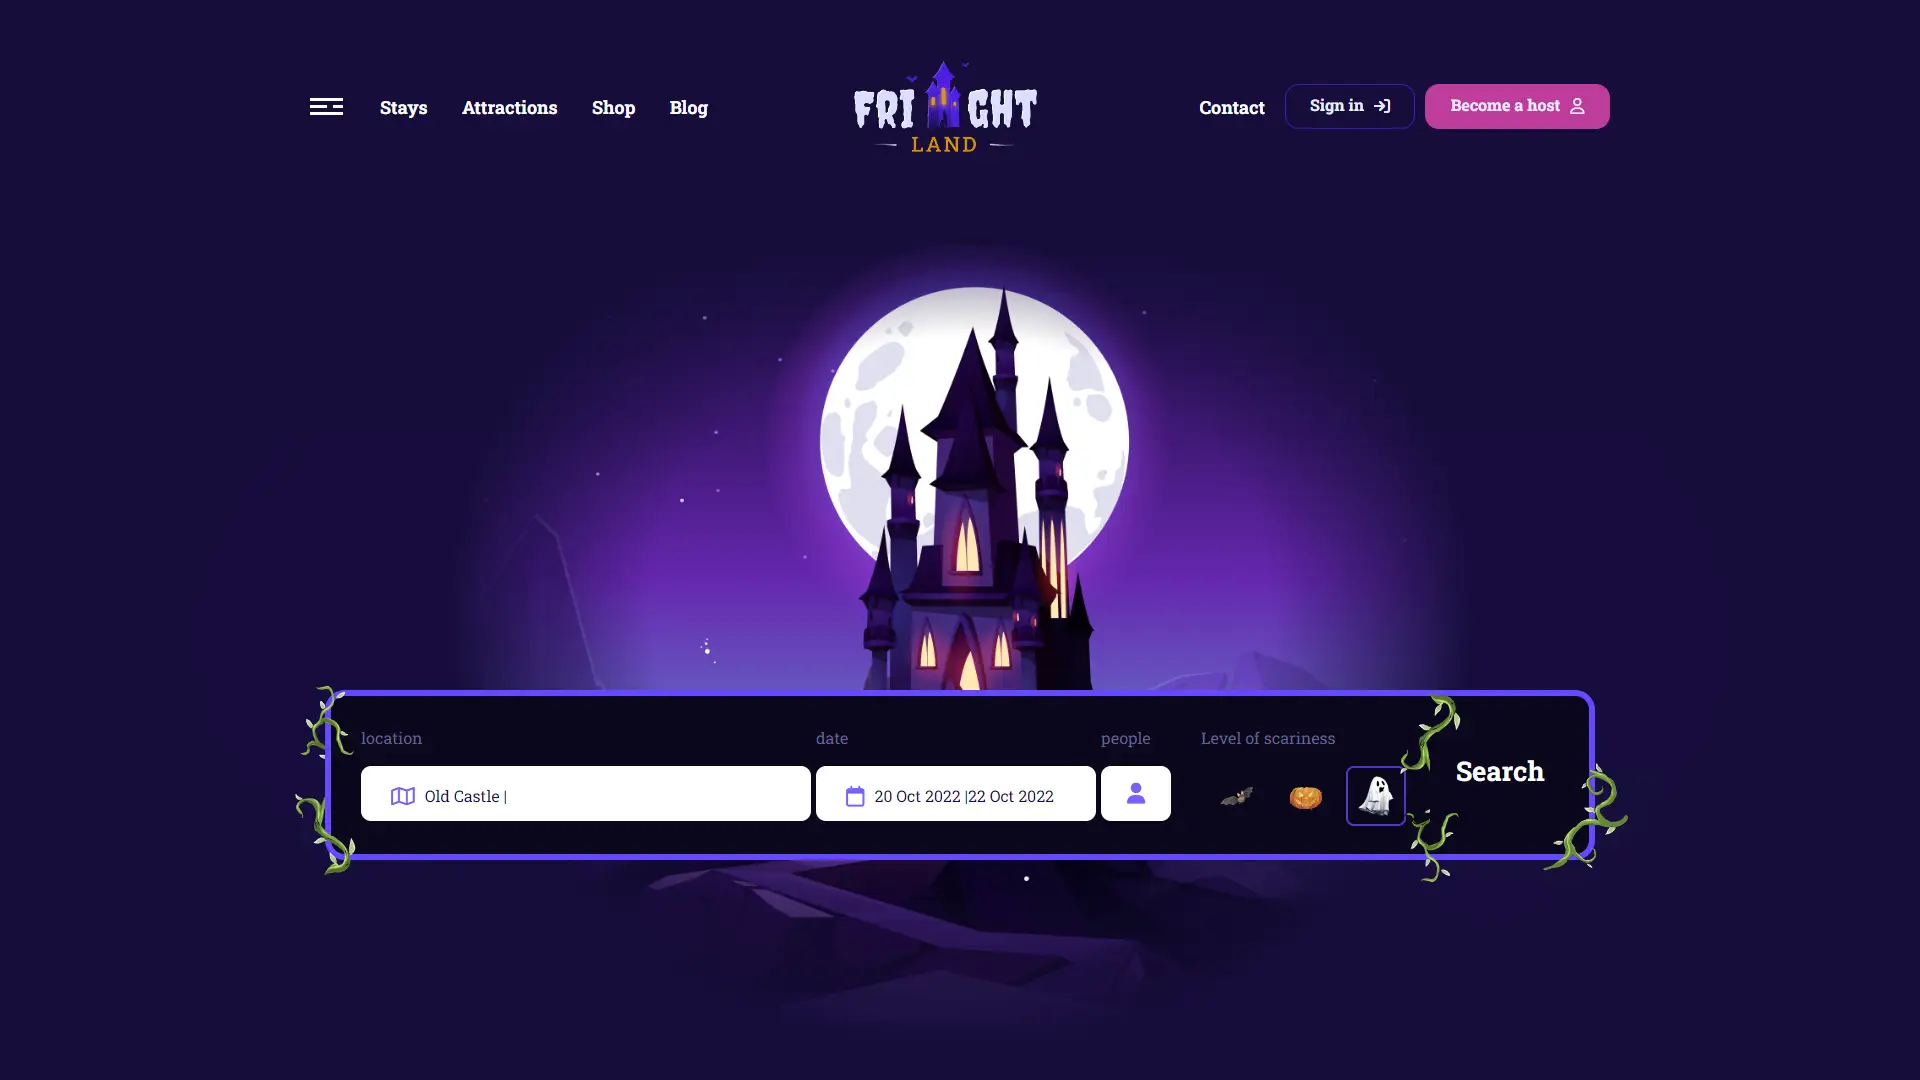 Stays Attractions Shop Blog
FRIGHT
LAND
Contact Sign in Become a host
location date people Level of scariness
Old Castle | 20 Oct 2022 |22 Oct 2022
Search